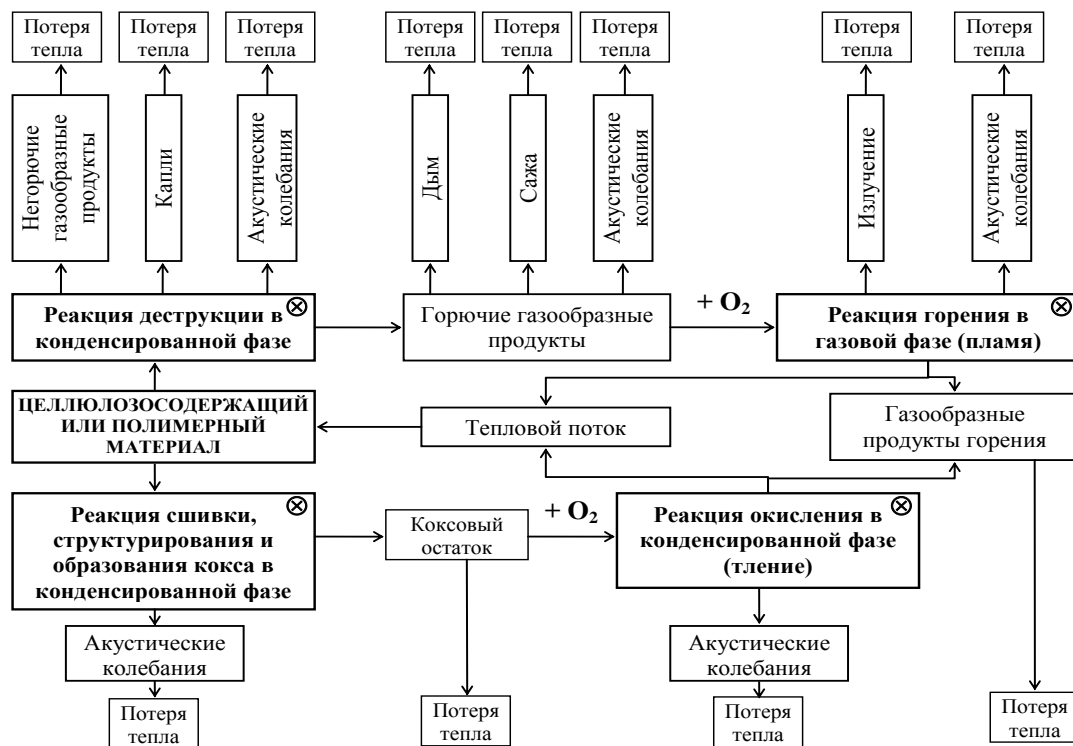 Потеря
тепла
Потеря
тепла
Потеря
тепла
Потеря
тепла
Потеря
тепла
Потеря
тепла
Потеря
тепла
Потеря
тепла
Негорючие
газообразные
продукты
Капли
Акустические
колебания
Дым
Сажа
Акустические
колебания
Излучение
Акустические
колебания
Реакция деструкции в
конденсированной фазе
Горючие газообразные
продукты
+ O₂
Реакция горения в
газовой фазе (пламя)
ЦЕЛЛЮЛОЗОСОДЕРЖАЩИЙ
ИЛИ ПОЛИМЕРНЫЙ
МАТЕРИАЛ
Тепловой поток
Газообразные
продукты горения
Реакция сшивки,
структурирования и
образования кокса в
конденсированной фазе
Коксовый
остаток
+ O₂
Реакция окисления в
конденсированной фазе
(тление)
Акустические
колебания
Акустические
колебания
Потеря
тепла
Потеря
тепла
Потеря
тепла
Потеря
тепла